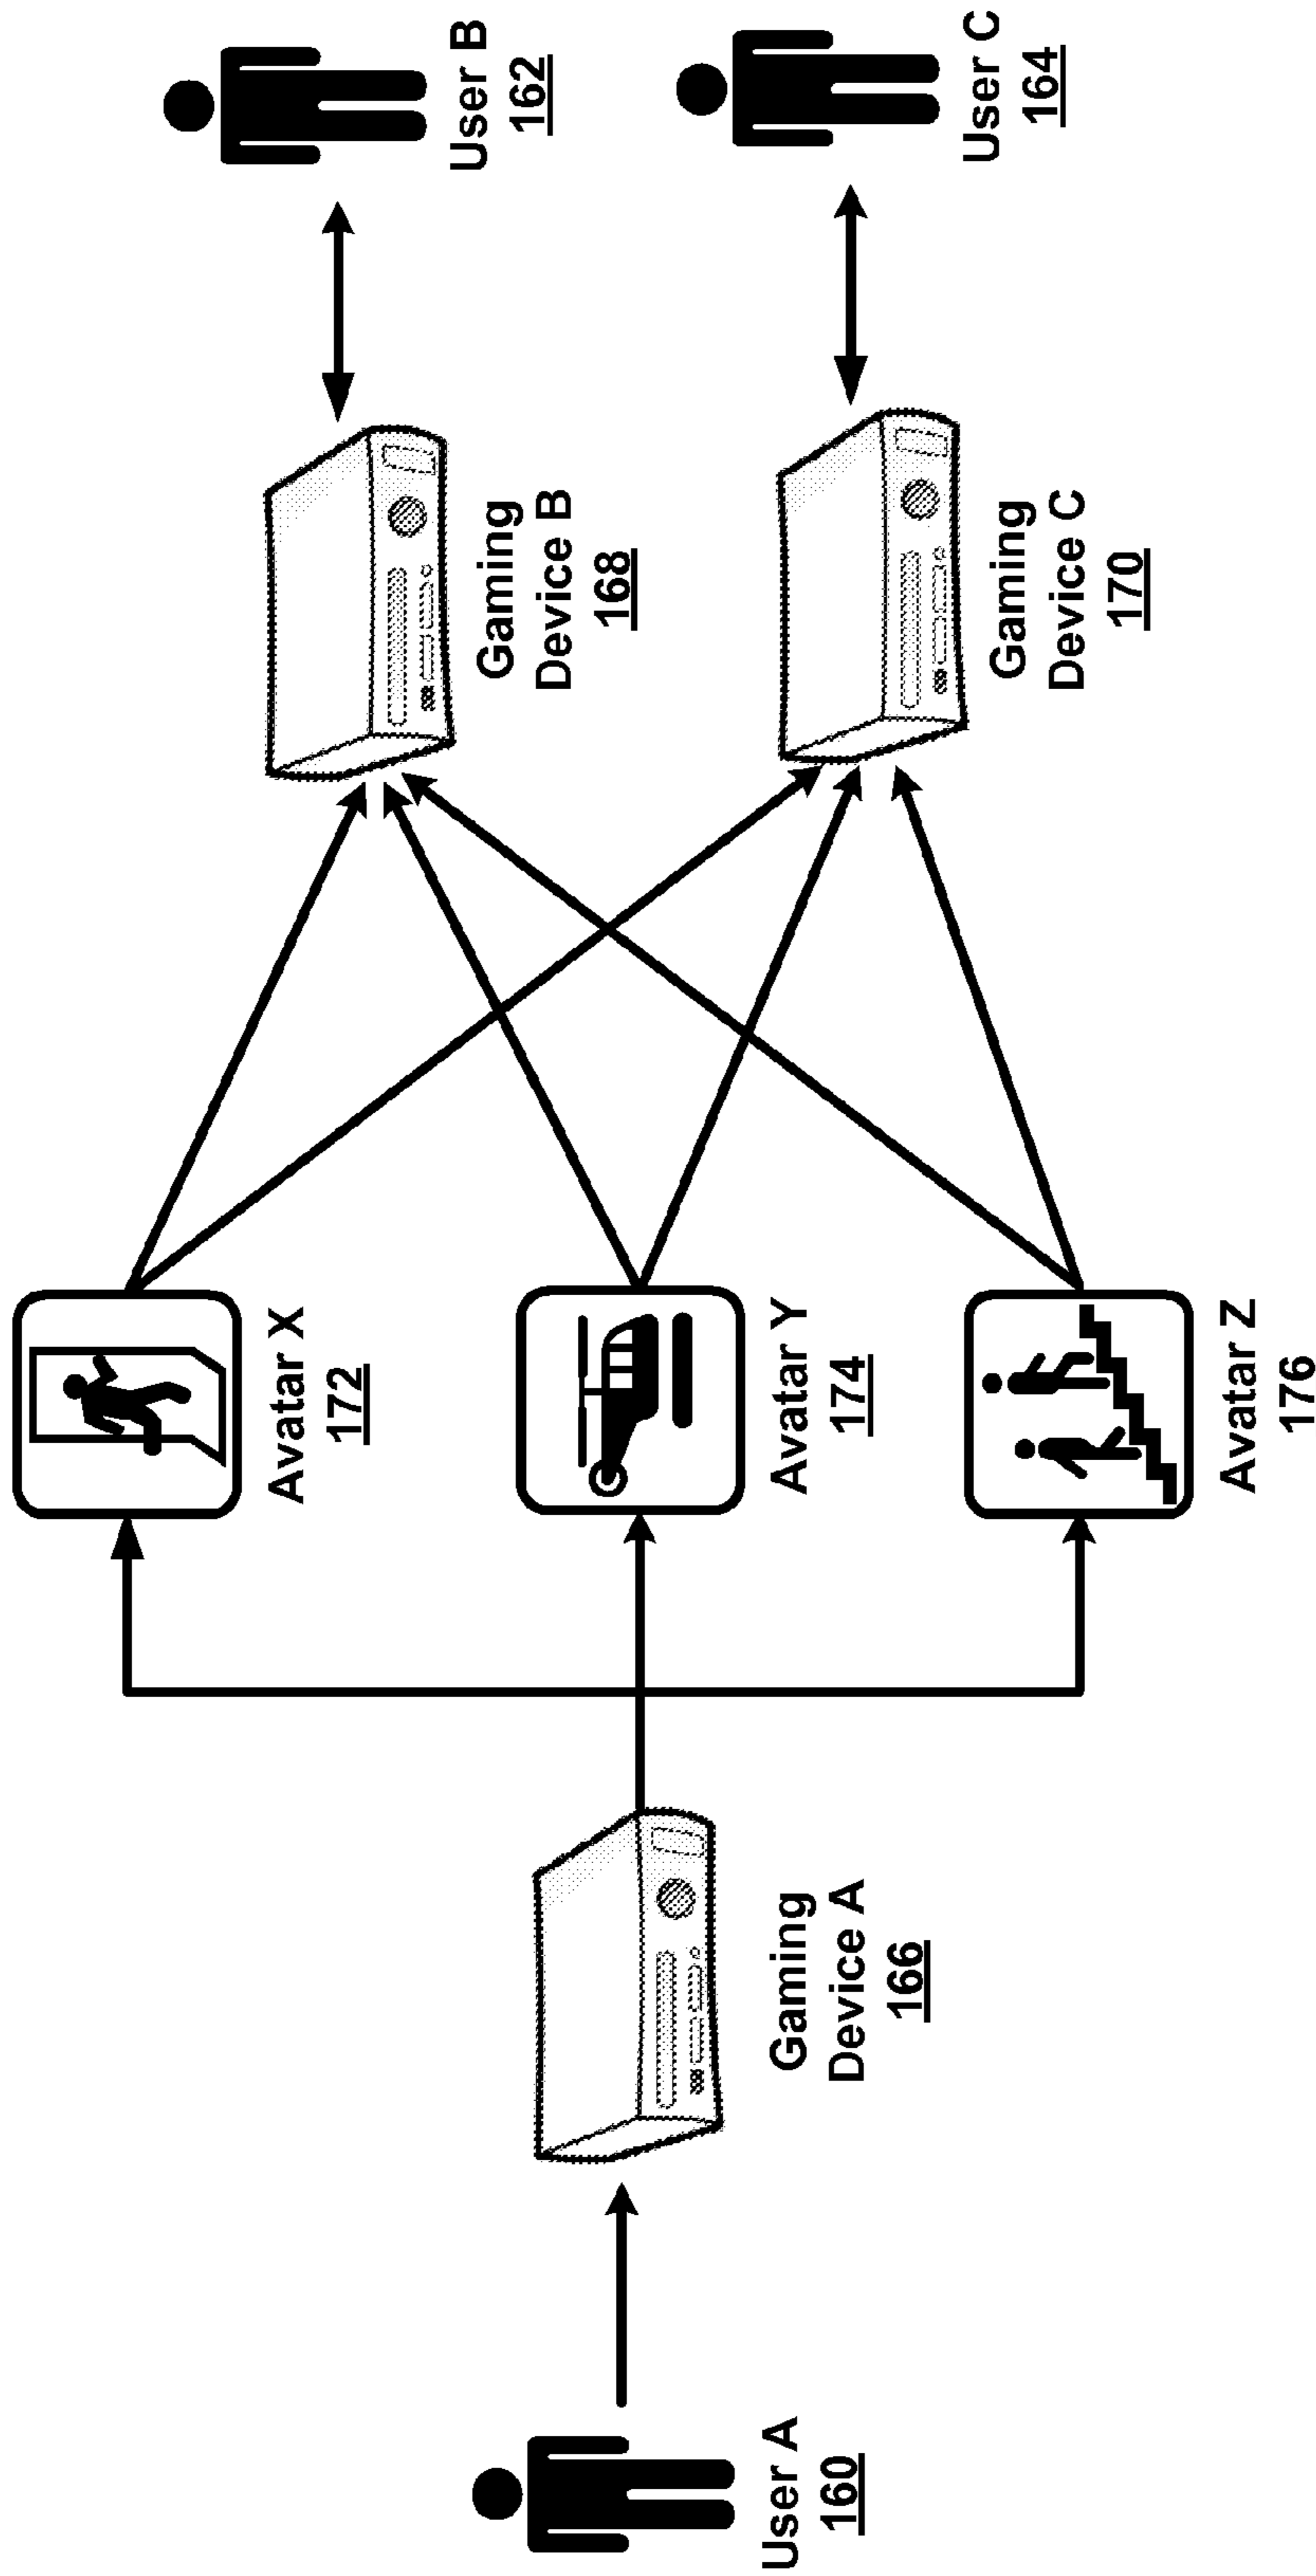 User A
160
Gaming
Device A
166
Avatar X
172
Avatar Y
174
Avatar Z
176
Gaming
Device B
168
Gaming
Device C
170
User B
162
User C
164